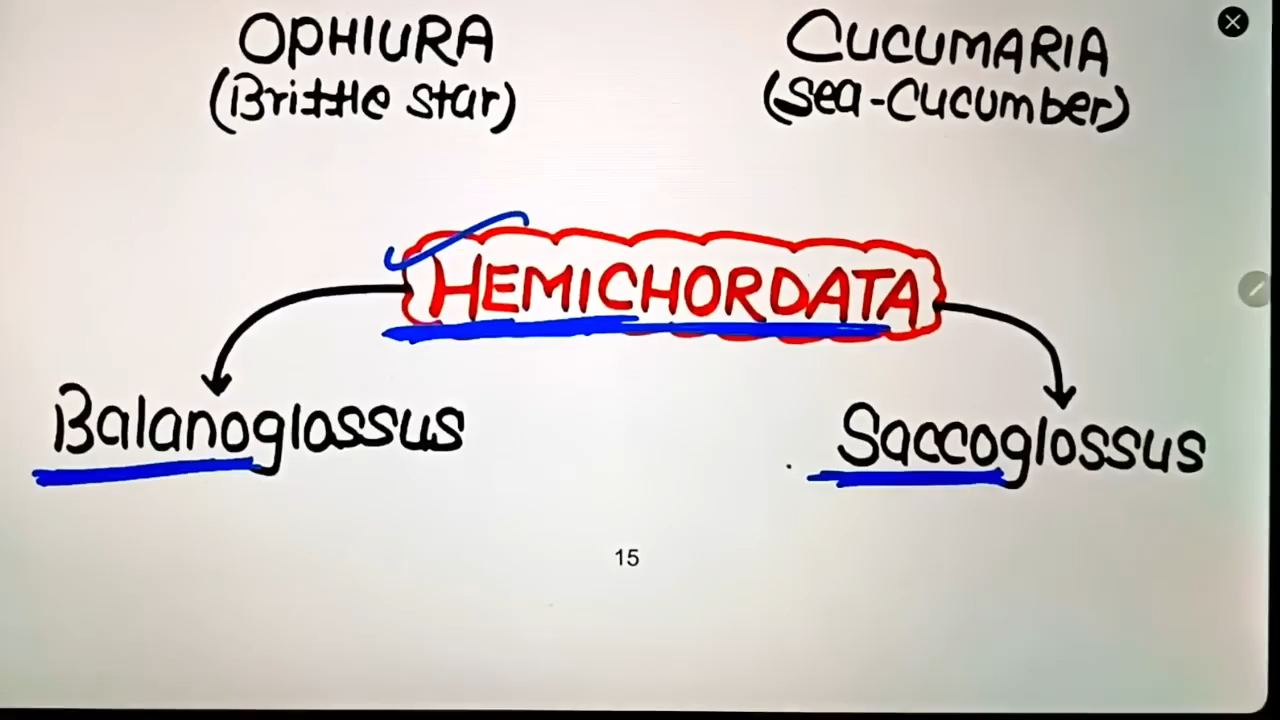 OPHIURA
(Brittle star)
CUCUMARIA
(Sea-Cucumber)
HEMICHORDATA
Balanoglossus
Saccoglossus
15